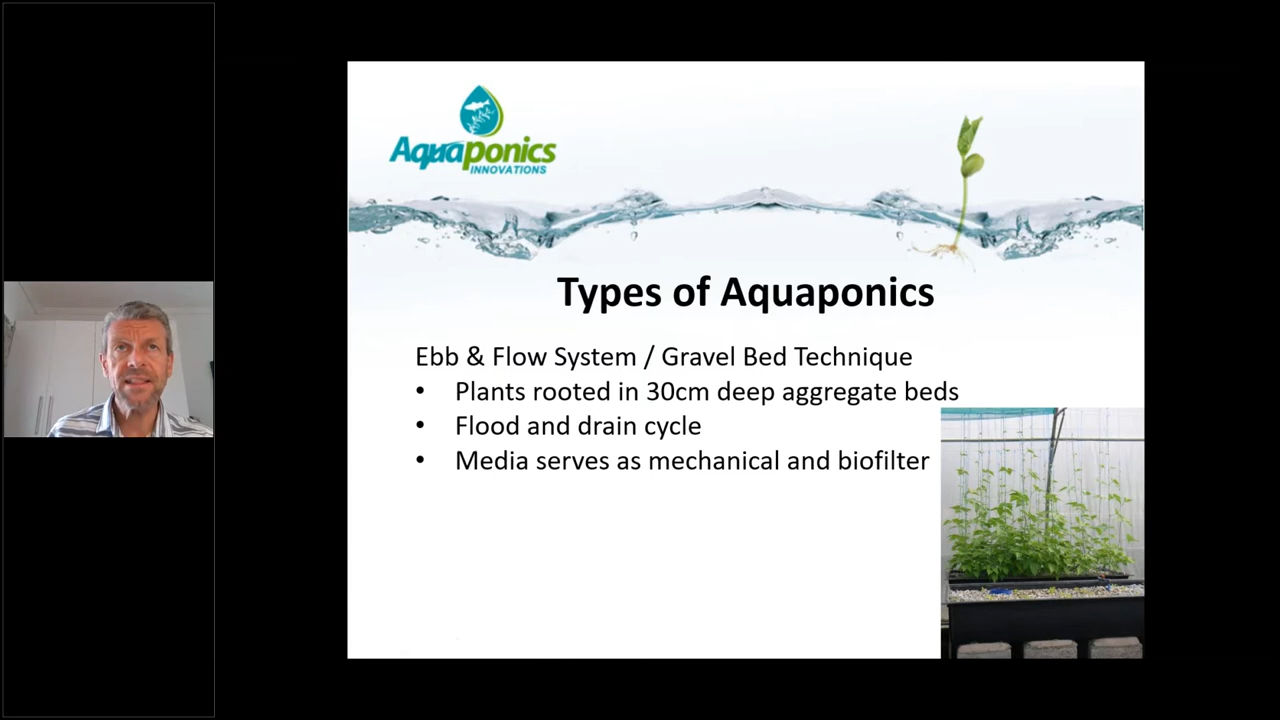 Aquaponics
INNOVATIONS
Types of Aquaponics
Ebb & Flow System / Gravel Bed Technique
• Plants rooted in 30cm deep aggregate beds
• Flood and drain cycle
• Media serves as mechanical and biofilter